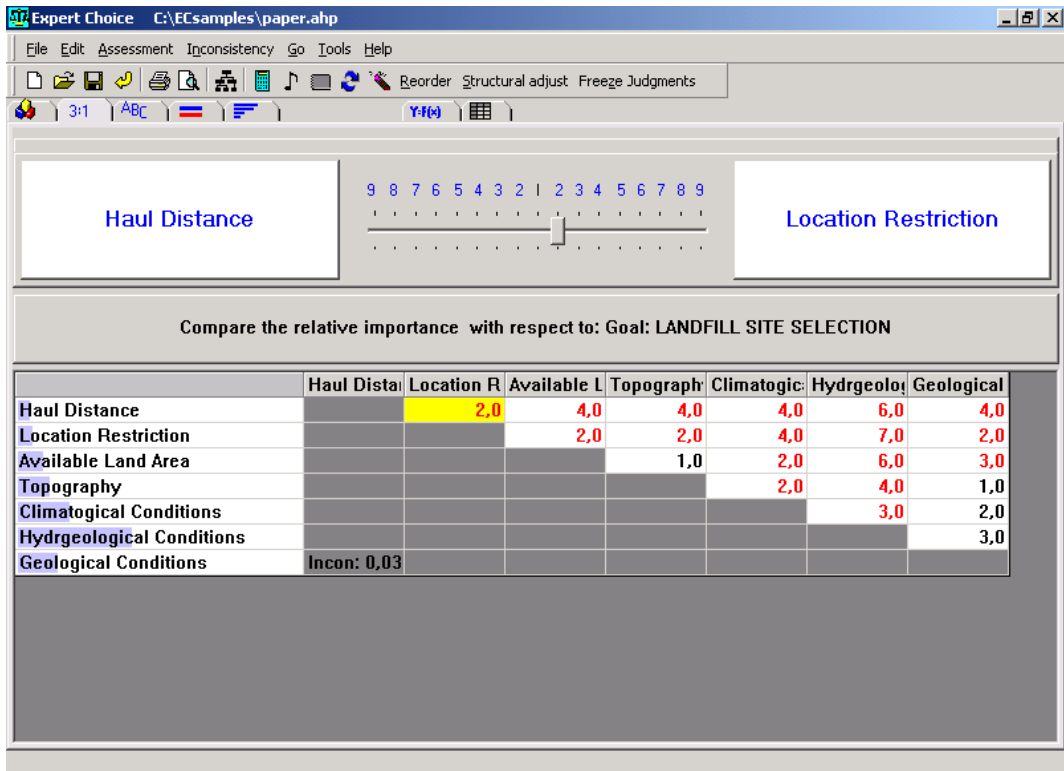 Expert Choice C:\ECsamples\paper.ahp
File Edit Assessment Inconsistency Go Tools Help
Reorder Structural adjust Freeze Judgments
3:1 ABC Y=F(x)
9 8 7 6 5 4 3 2 1 2 3 4 5 6 7 8 9
Haul Distance Location Restriction
Compare the relative importance with respect to: Goal: LANDFILL SITE SELECTION
Haul Distar Location R Available L Topograph Climatogic Hydrgeolog Geological
Haul Distance 2,0 4,0 4,0 4,0 6,0 4,0
Location Restriction 2,0 2,0 4,0 7,0 2,0
Available Land Area 1,0 2,0 6,0 3,0
Topography 2,0 4,0 1,0
Climatogical Conditions 3,0 2,0
Hydrgeological Conditions 3,0
Geological Conditions Incon: 0,03